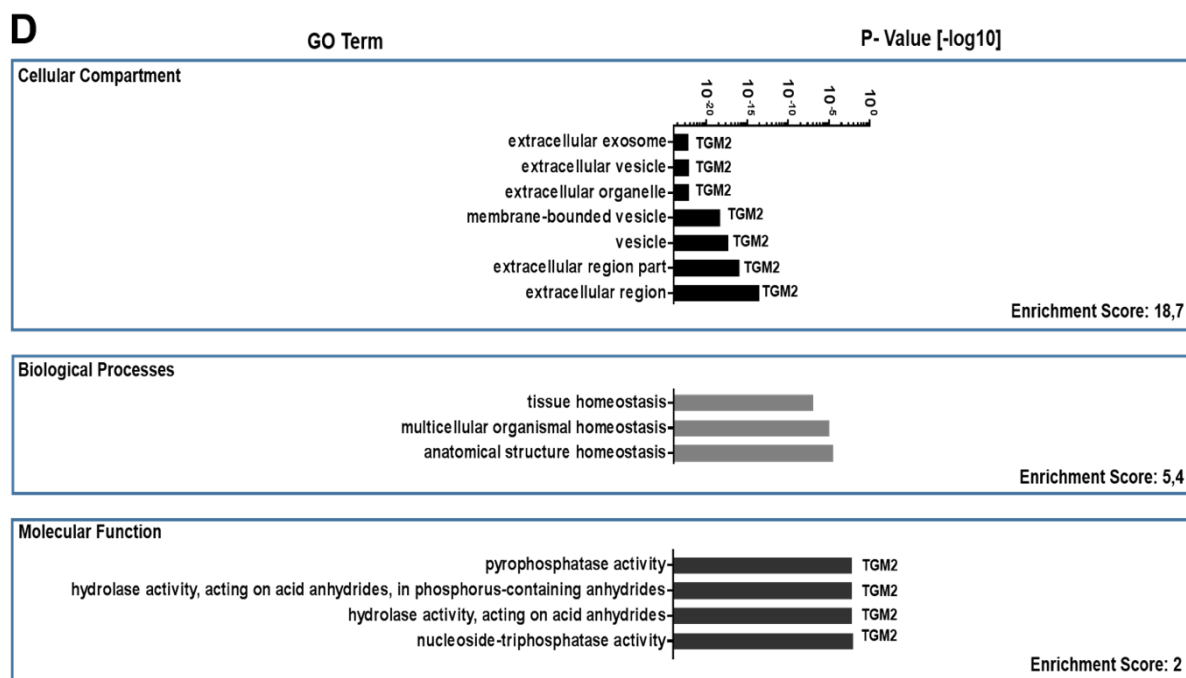 D
GO Term
P- Value [-log10]
Cellular Compartment
10^-20 10^-15 10^-10 10^-5 10^0
extracellular exosome TGM2
extracellular vesicle TGM2
extracellular organelle TGM2
membrane-bounded vesicle TGM2
vesicle TGM2
extracellular region part TGM2
extracellular region TGM2
Enrichment Score: 18,7
Biological Processes
tissue homeostasis
multicellular organismal homeostasis
anatomical structure homeostasis
Enrichment Score: 5,4
Molecular Function
pyrophosphatase activity TGM2
hydrolase activity, acting on acid anhydrides, in phosphorus-containing anhydrides TGM2
hydrolase activity, acting on acid anhydrides TGM2
nucleoside-triphosphatase activity TGM2
Enrichment Score: 2